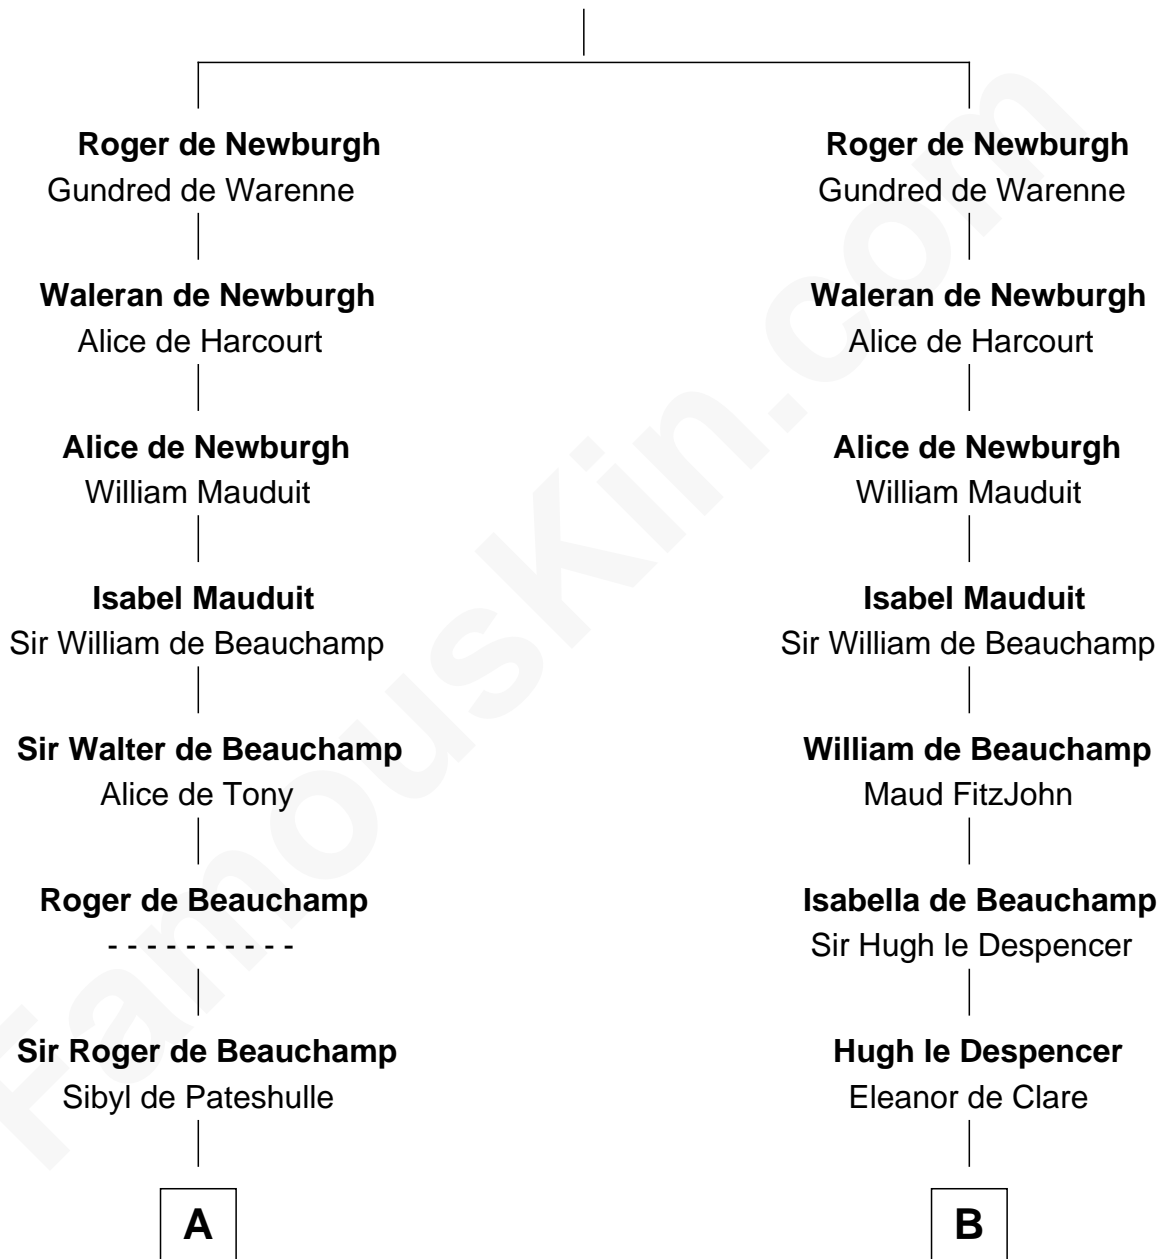 Roger de Newburgh
Gundred de Warenne
Waleran de Newburgh
Alice de Harcourt
Alice de Newburgh
William Mauduit
Isabel Mauduit
Sir William de Beauchamp
Sir Walter de Beauchamp
Alice de Tony
Roger de Beauchamp
- - - - - - - - - -
Sir Roger de Beauchamp
Sibyl de Pateshulle
A
Roger de Newburgh
Gundred de Warenne
Waleran de Newburgh
Alice de Harcourt
Alice de Newburgh
William Mauduit
Isabel Mauduit
Sir William de Beauchamp
William de Beauchamp
Maud FitzJohn
Isabella de Beauchamp
Sir Hugh le Despencer
Hugh le Despencer
Eleanor de Clare
B
FamousKin.com